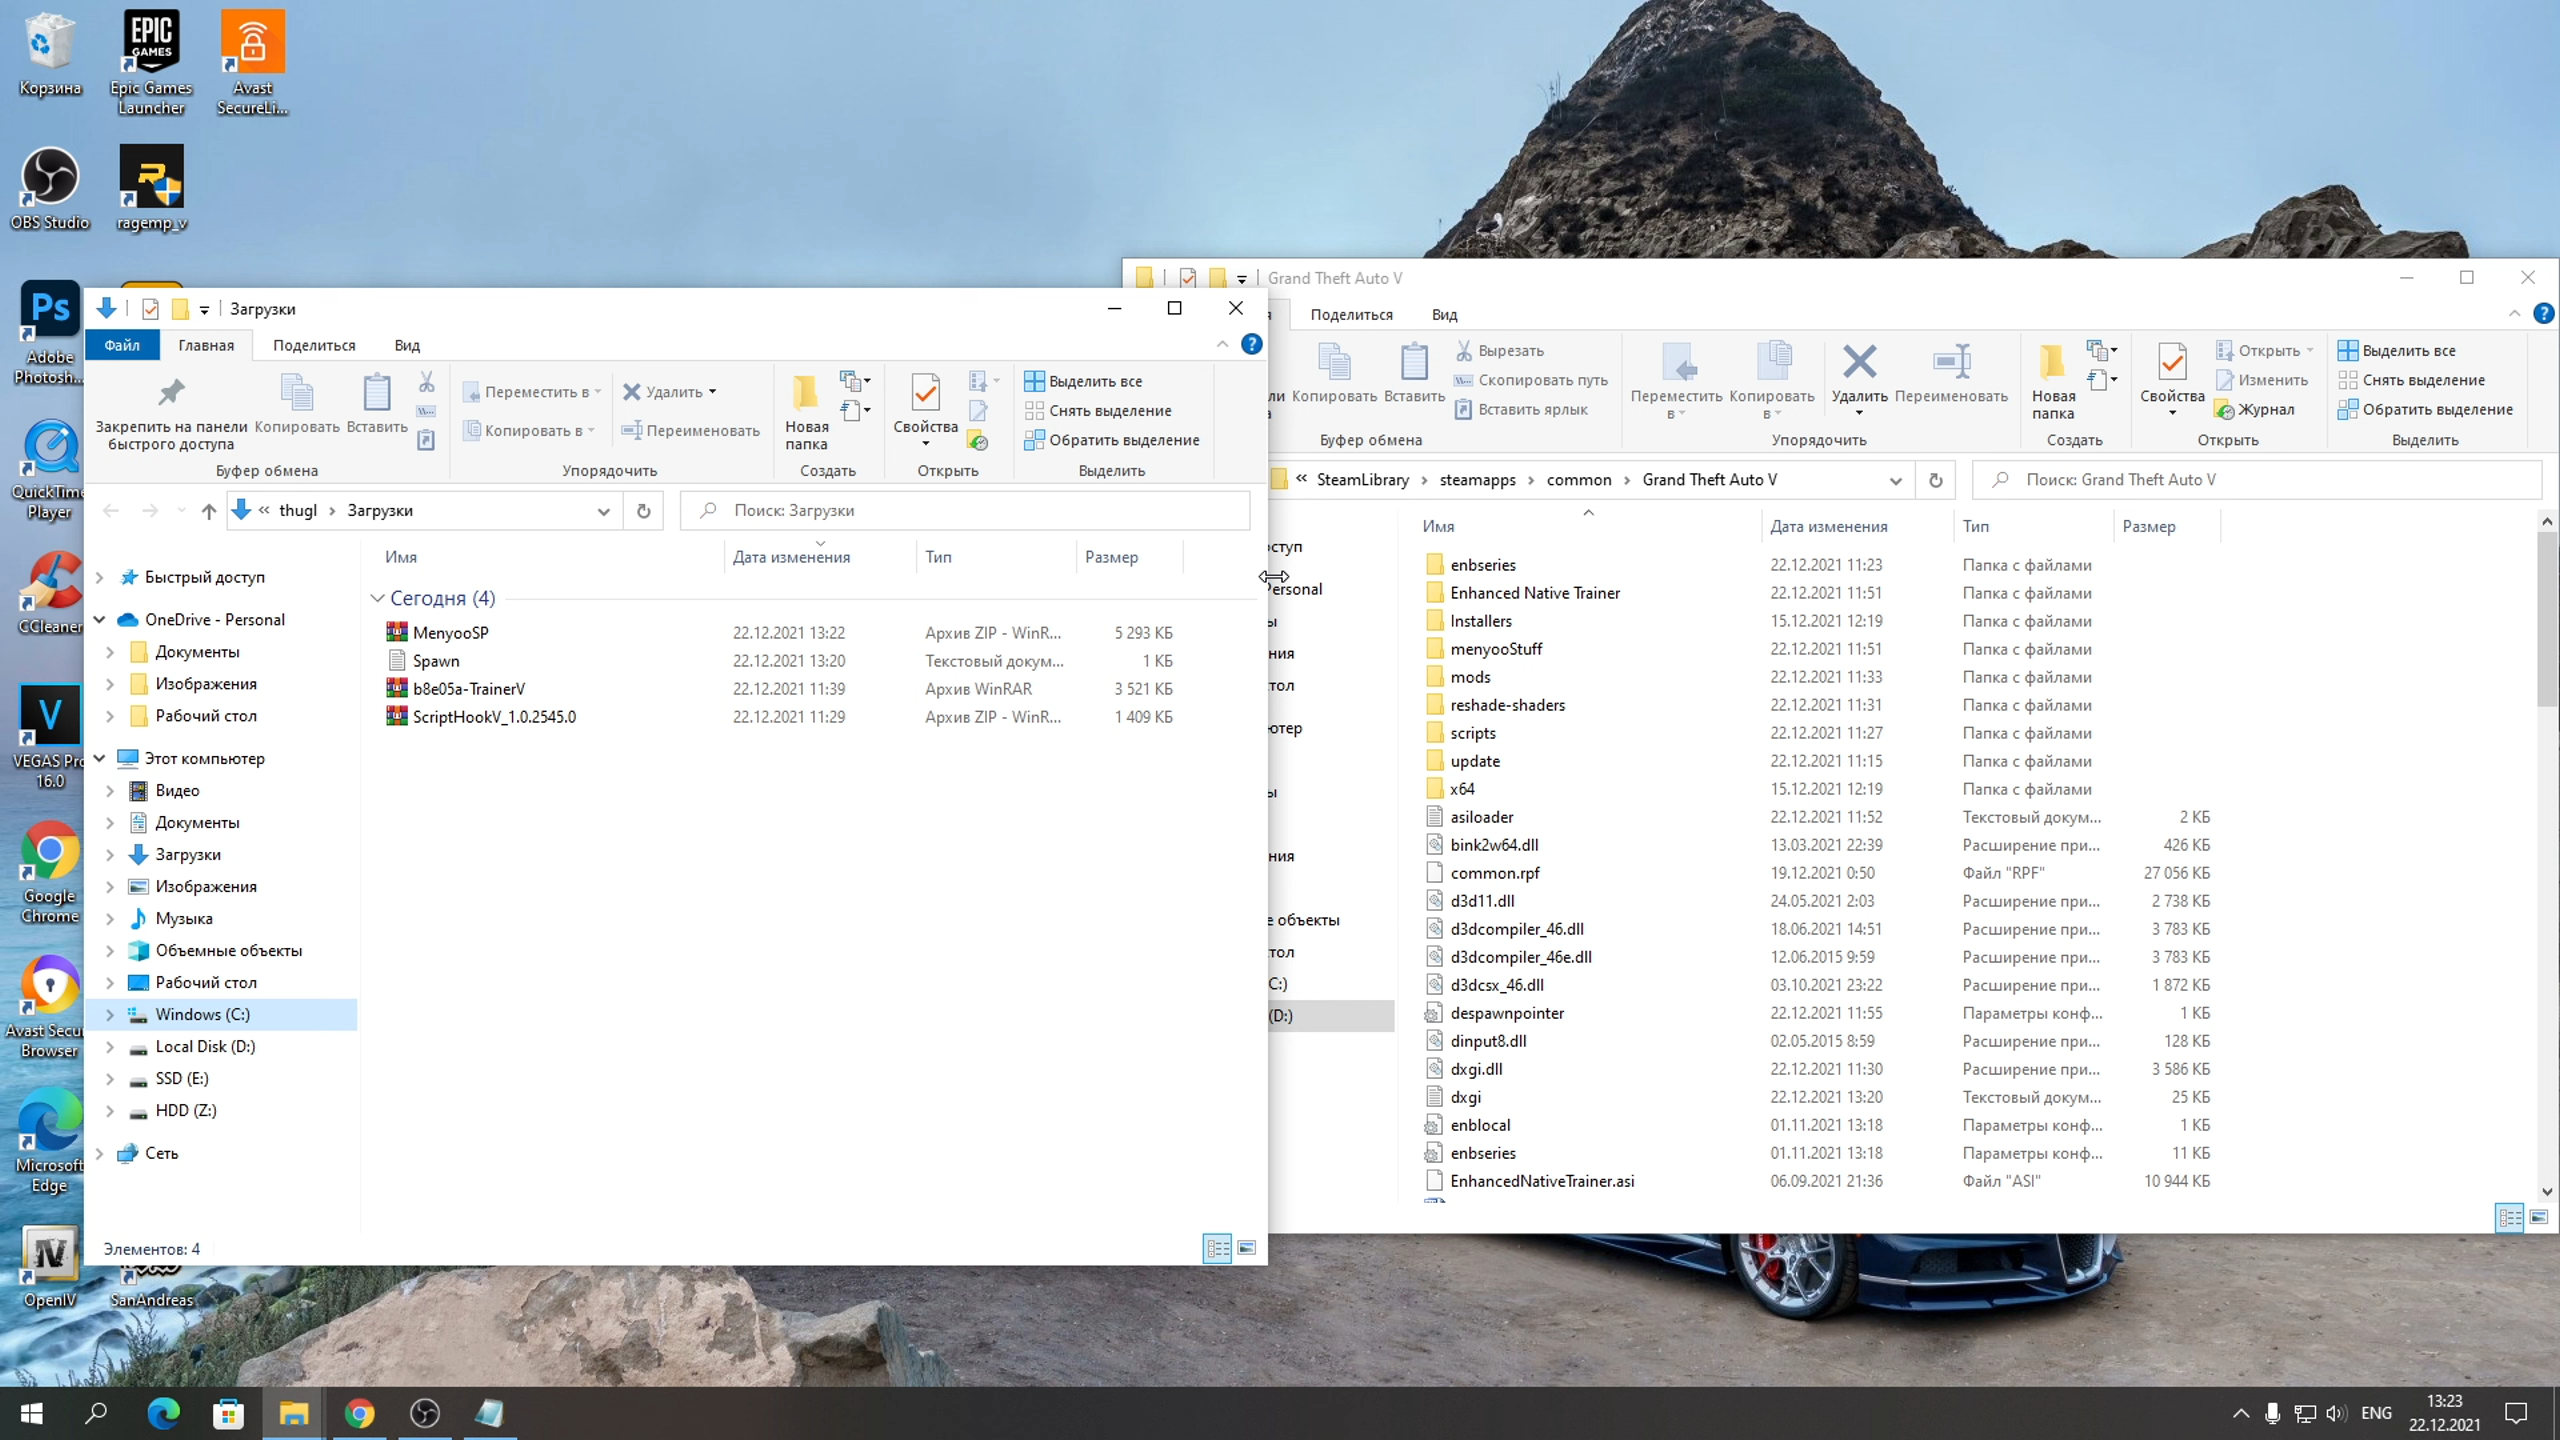 Корзина
Epic Games
Launcher
Avast
SecureLi...
EPIC
GAMES
OBS Studio
ragemp_v
Ps
Adobe
Photosh...
QuickTime
Player
CCleaner
V
VEGAS Pro
16.0
Google
Chrome
Avast Secu
Browser
Microsoft
Edge
OpenIV
SanAndreas
Загрузки
Файл
Главная
Поделиться
Вид
Закрепить на панели
быстрого доступа
Копировать
Вставить
Буфер обмена
Переместить в
Копировать в
Удалить
Переименовать
Упорядочить
Новая
папка
Создать
Свойства
Открыть
Выделить все
Снять выделение
Обратить выделение
Выделить
« thugl › Загрузки
Поиск: Загрузки
Имя Дата изменения Тип Размер
Сегодня (4)
MenyooSP 22.12.2021 13:22 Архив ZIP - WinR... 5 293 КБ
Spawn 22.12.2021 13:20 Текстовый докум... 1 КБ
b8e05a-TrainerV 22.12.2021 11:39 Архив WinRAR 3 521 КБ
ScriptHookV_1.0.2545.0 22.12.2021 11:29 Архив ZIP - WinR... 1 409 КБ
Быстрый доступ
OneDrive - Personal
Документы
Изображения
Рабочий стол
Этот компьютер
Видео
Документы
Загрузки
Изображения
Музыка
Объемные объекты
Рабочий стол
Windows (C:)
Local Disk (D:)
SSD (E:)
HDD (Z:)
Сеть
Элементов: 4
Grand Theft Auto V
Поделиться
Вид
Копировать
Вставить
Вырезать
Скопировать путь
Вставить ярлык
Буфер обмена
Переместить
в
Копировать
в
Удалить
Переименовать
Упорядочить
Новая
папка
Создать
Свойства
Открыть
Изменить
Журнал
Открыть
Выделить все
Снять выделение
Обратить выделение
Выделить
« SteamLibrary › steamapps › common › Grand Theft Auto V
Поиск: Grand Theft Auto V
оступ
Personal
ы
ния
тол
ютер
ы
ния
е объекты
тол
C:)
(D:)
Имя Дата изменения Тип Размер
enbseries 22.12.2021 11:23 Папка с файлами
Enhanced Native Trainer 22.12.2021 11:51 Папка с файлами
Installers 15.12.2021 12:19 Папка с файлами
menyooStuff 22.12.2021 11:51 Папка с файлами
mods 22.12.2021 11:33 Папка с файлами
reshade-shaders 22.12.2021 11:31 Папка с файлами
scripts 22.12.2021 11:27 Папка с файлами
update 22.12.2021 11:15 Папка с файлами
x64 15.12.2021 12:19 Папка с файлами
asiloader 22.12.2021 11:52 Текстовый докум... 2 КБ
bink2w64.dll 13.03.2021 22:39 Расширение при... 426 КБ
common.rpf 19.12.2021 0:50 Файл "RPF" 27 056 КБ
d3d11.dll 24.05.2021 2:03 Расширение при... 2 738 КБ
d3dcompiler_46.dll 18.06.2021 14:51 Расширение при... 3 783 КБ
d3dcompiler_46e.dll 12.06.2015 9:59 Расширение при... 3 783 КБ
d3dcsx_46.dll 03.10.2021 23:22 Расширение при... 1 872 КБ
despawnpointer 22.12.2021 11:55 Параметры конф... 1 КБ
dinput8.dll 02.05.2015 8:59 Расширение при... 128 КБ
dxgi.dll 22.12.2021 11:30 Расширение при... 3 586 КБ
dxgi 22.12.2021 13:20 Текстовый докум... 25 КБ
enblocal 01.11.2021 13:18 Параметры конф... 1 КБ
enbseries 01.11.2021 13:18 Параметры конф... 11 КБ
EnhancedNativeTrainer.asi 06.09.2021 21:36 Файл "ASI" 10 944 КБ
ENG
13:23
22.12.2021